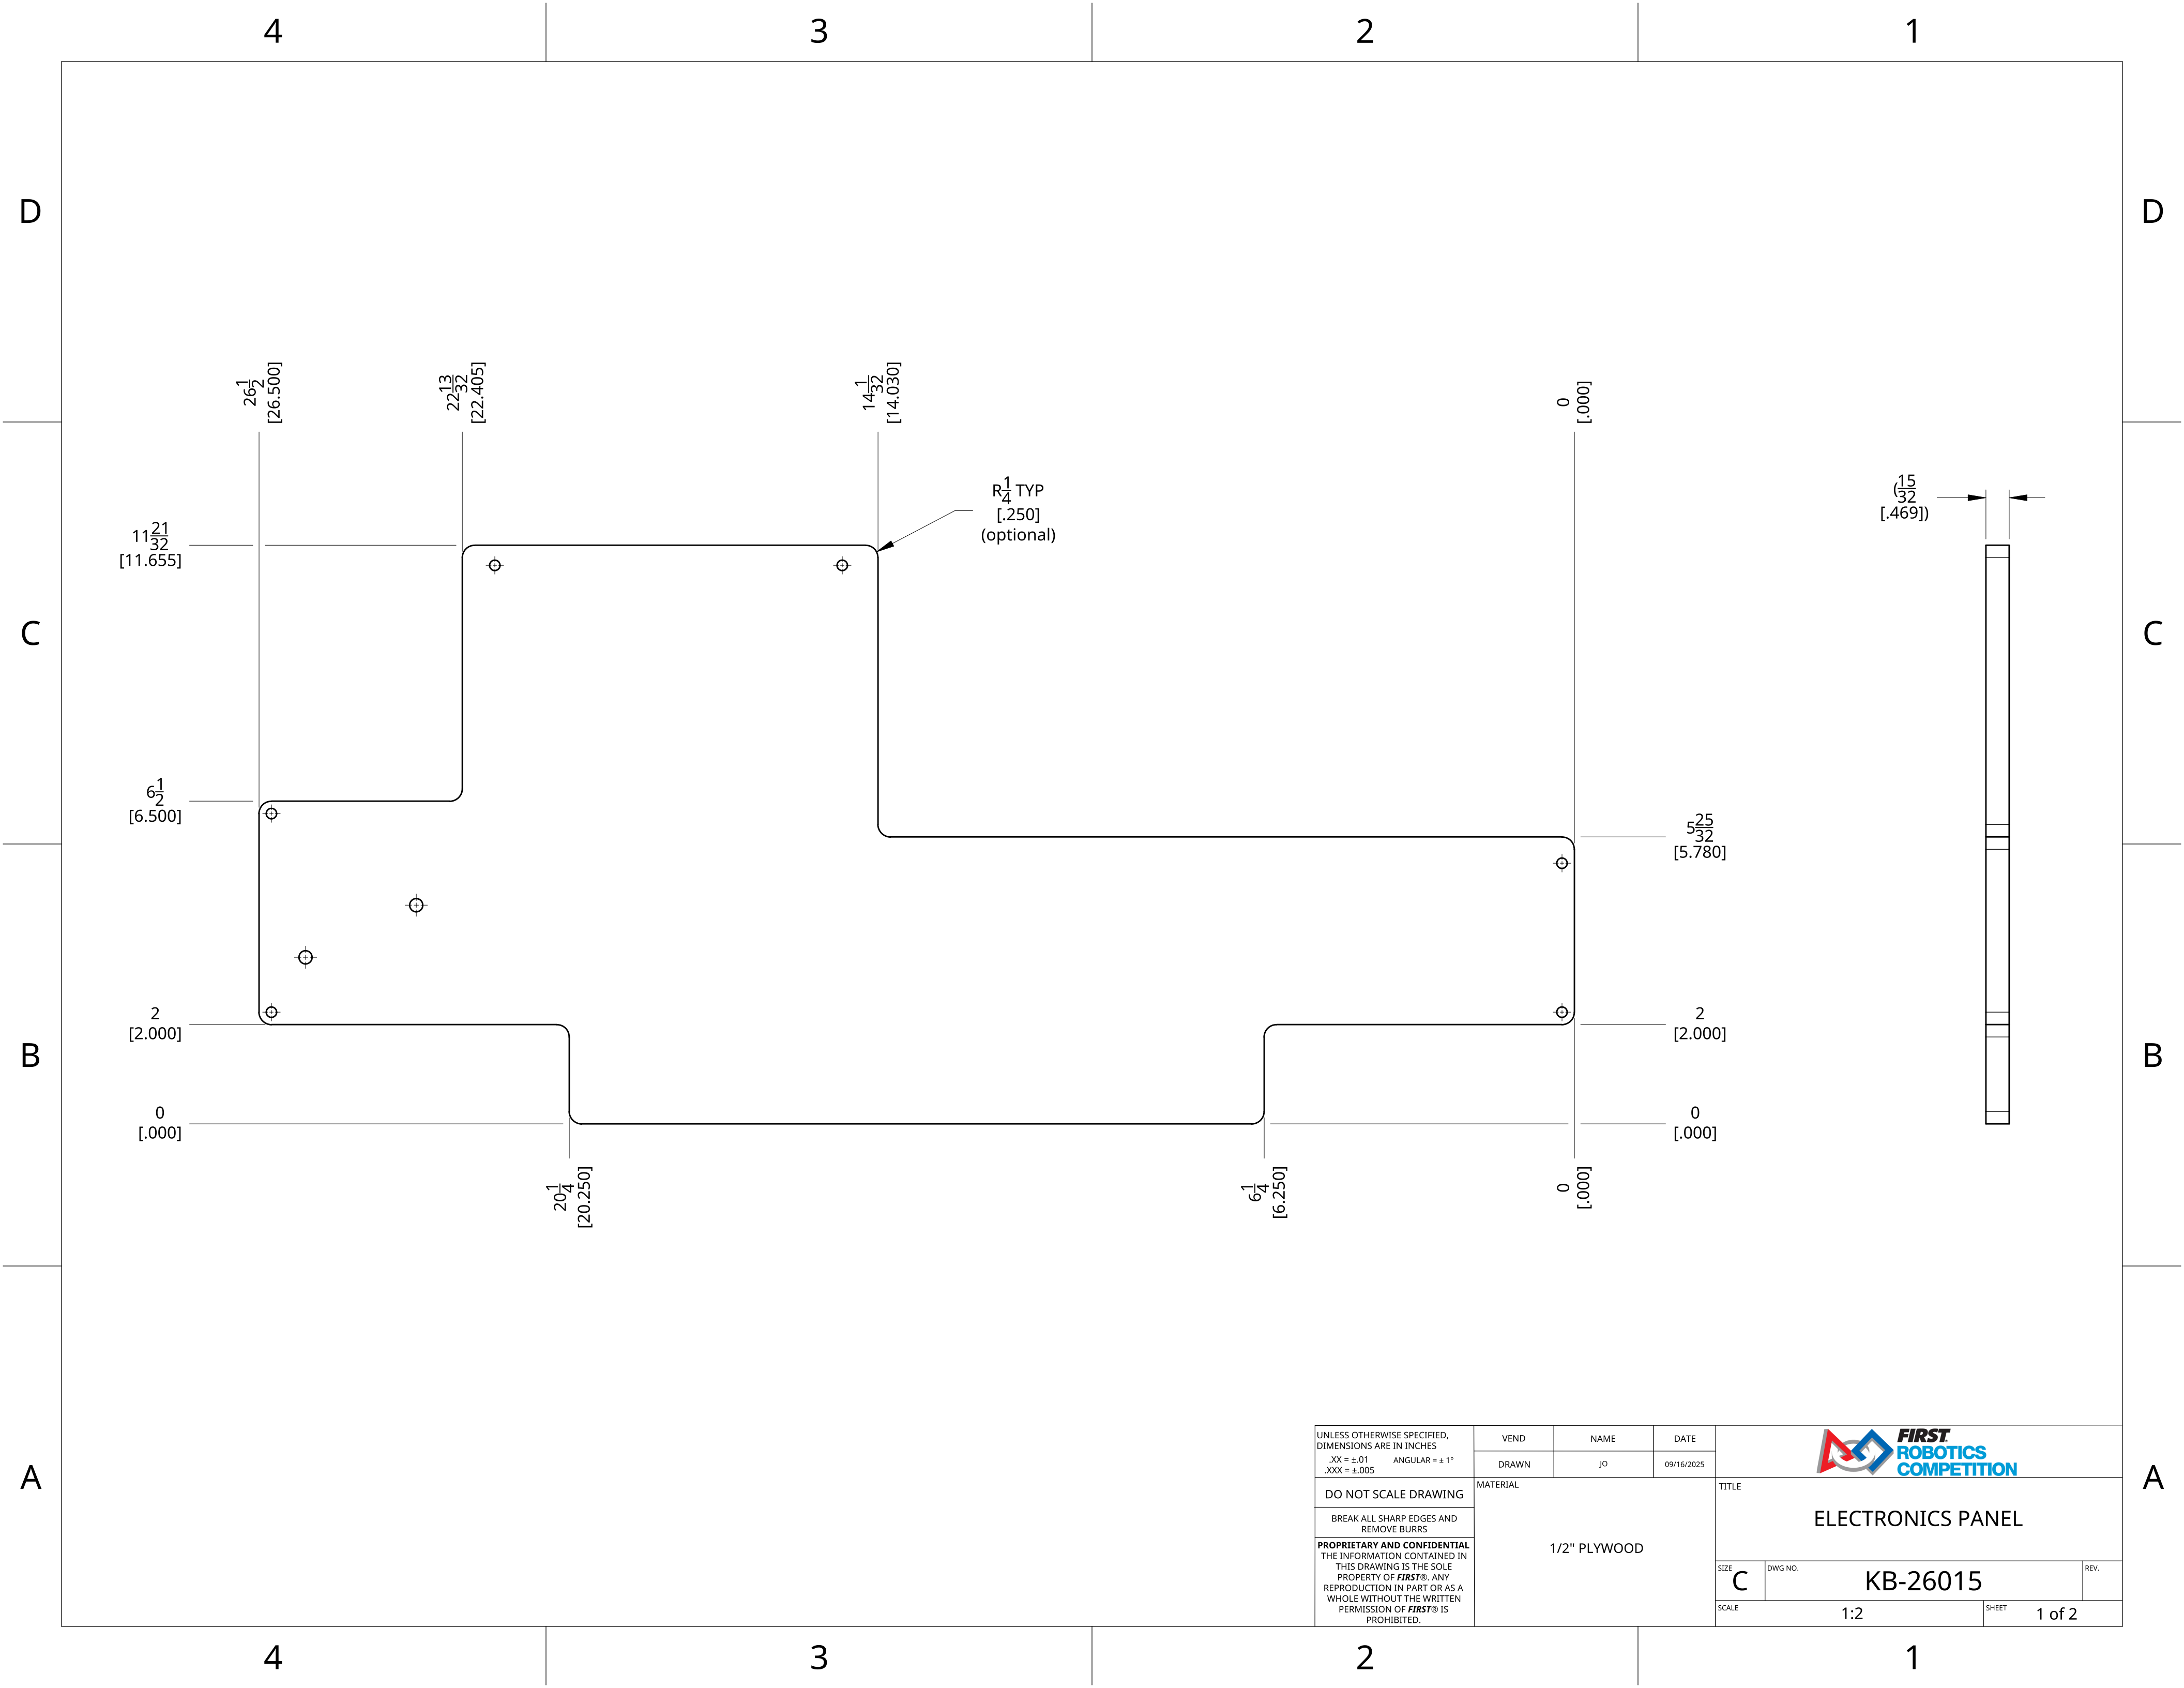 4 3 2 1
D D
26 1/2
[26.500]
22 13/32
[22.405]
14 1/32
[14.030]
0
[.000]
R1/4 TYP
[.250]
(optional)
(15/32
[.469])
11 21/32
[11.655]
C C
6 1/2
[6.500]
5 25/32
[5.780]
2
[2.000]
2
[2.000]
B B
0
[.000]
0
[.000]
20 1/4
[20.250]
6 1/4
[6.250]
0
[.000]
A A
UNLESS OTHERWISE SPECIFIED,
DIMENSIONS ARE IN INCHES
.XX = ±.01 ANGULAR = ± 1°
.XXX = ±.005
DO NOT SCALE DRAWING
BREAK ALL SHARP EDGES AND
REMOVE BURRS
PROPRIETARY AND CONFIDENTIAL
THE INFORMATION CONTAINED IN
THIS DRAWING IS THE SOLE
PROPERTY OF FIRST®. ANY
REPRODUCTION IN PART OR AS A
WHOLE WITHOUT THE WRITTEN
PERMISSION OF FIRST® IS
PROHIBITED.
VEND NAME DATE
DRAWN JO 09/16/2025
MATERIAL
1/2" PLYWOOD
FIRST®
ROBOTICS
COMPETITION
TITLE
ELECTRONICS PANEL
SIZE
C
DWG NO.
KB-26015
REV.
SCALE
1:2
SHEET
1 of 2
4 3 2 1